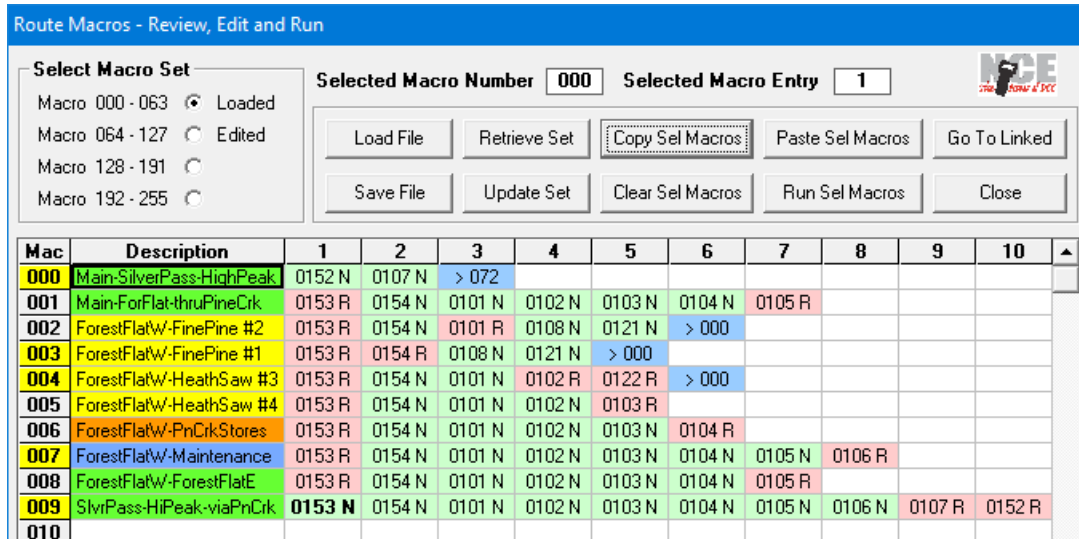 Route Macros - Review, Edit and Run
Select Macro Set
Macro 000 - 063 Loaded
Macro 064 - 127 Edited
Macro 128 - 191
Macro 192 - 255
Selected Macro Number 000 Selected Macro Entry 1
NCE
Load File Retrieve Set Copy Sel Macros Paste Sel Macros Go To Linked
Save File Update Set Clear Sel Macros Run Sel Macros Close
Mac Description 1 2 3 4 5 6 7 8 9 10
000 Main-SilverPass-HighPeak 0152 N 0107 N > 072
001 Main-ForFlat-thruPineCrk 0153 R 0154 N 0101 N 0102 N 0103 N 0104 N 0105 R
002 ForestFlatW-FinePine #2 0153 R 0154 N 0101 R 0108 N 0121 N > 000
003 ForestFlatW-FinePine #1 0153 R 0154 R 0108 N 0121 N > 000
004 ForestFlatW-HeathSaw #3 0153 R 0154 N 0101 N 0102 R 0122 R > 000
005 ForestFlatW-HeathSaw #4 0153 R 0154 N 0101 N 0102 N 0103 R
006 ForestFlatW-PnCrkStores 0153 R 0154 N 0101 N 0102 N 0103 N 0104 R
007 ForestFlatW-Maintenance 0153 R 0154 N 0101 N 0102 N 0103 N 0104 N 0105 N 0106 R
008 ForestFlatW-ForestFlatE 0153 R 0154 N 0101 N 0102 N 0103 N 0104 N 0105 R
009 SlvrPass-HiPeak-viaPnCrk 0153 N 0154 N 0101 N 0102 N 0103 N 0104 N 0105 N 0106 N 0107 R 0152 R
010